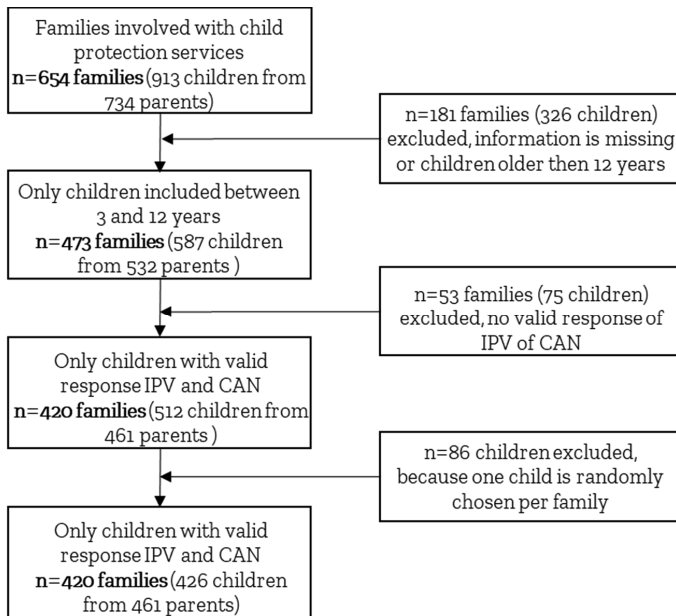 Families involved with child
protection services
n=654 families (913 children from
734 parents)
n=181 families (326 children)
excluded, information is missing
or children older then 12 years
Only children included between
3 and 12 years
n=473 families (587 children
from 532 parents )
n=53 families (75 children)
excluded, no valid response of
IPV of CAN
Only children with valid
response IPV and CAN
n=420 families (512 children from
461 parents )
n=86 children excluded,
because one child is randomly
chosen per family
Only children with valid
response IPV and CAN
n=420 families (426 children
from 461 parents)